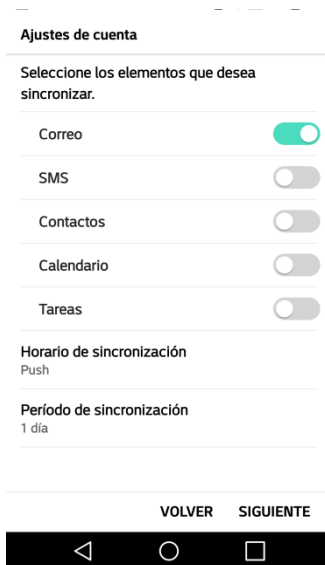 Ajustes de cuenta
Seleccione los elementos que desea
sincronizar.
Correo
SMS
Contactos
Calendario
Tareas
Horario de sincronización
Push
Período de sincronización
1 día
VOLVER SIGUIENTE